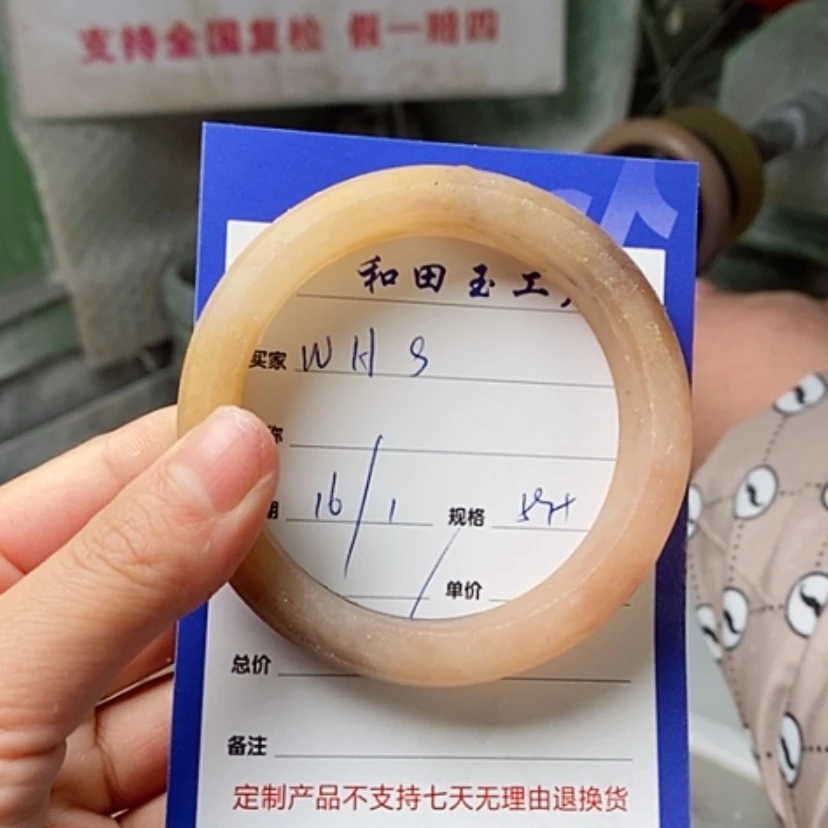 支持全国复检 假一赔四
和田玉工
买家 WHS
16/1 规格
单价
总价
备注
定制产品不支持七天无理由退换货